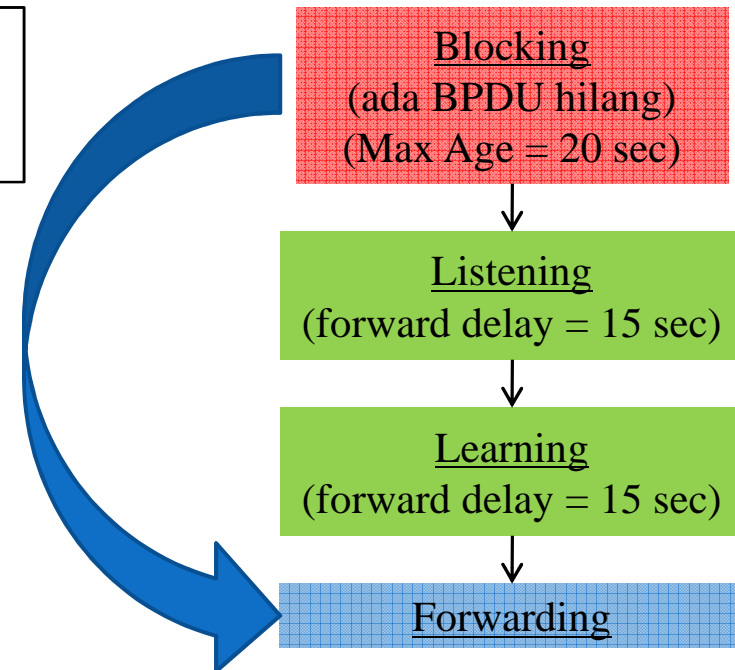 Blocking
(ada BPDU hilang)
(Max Age = 20 sec)
Listening
(forward delay = 15 sec)
Learning
(forward delay = 15 sec)
Forwarding